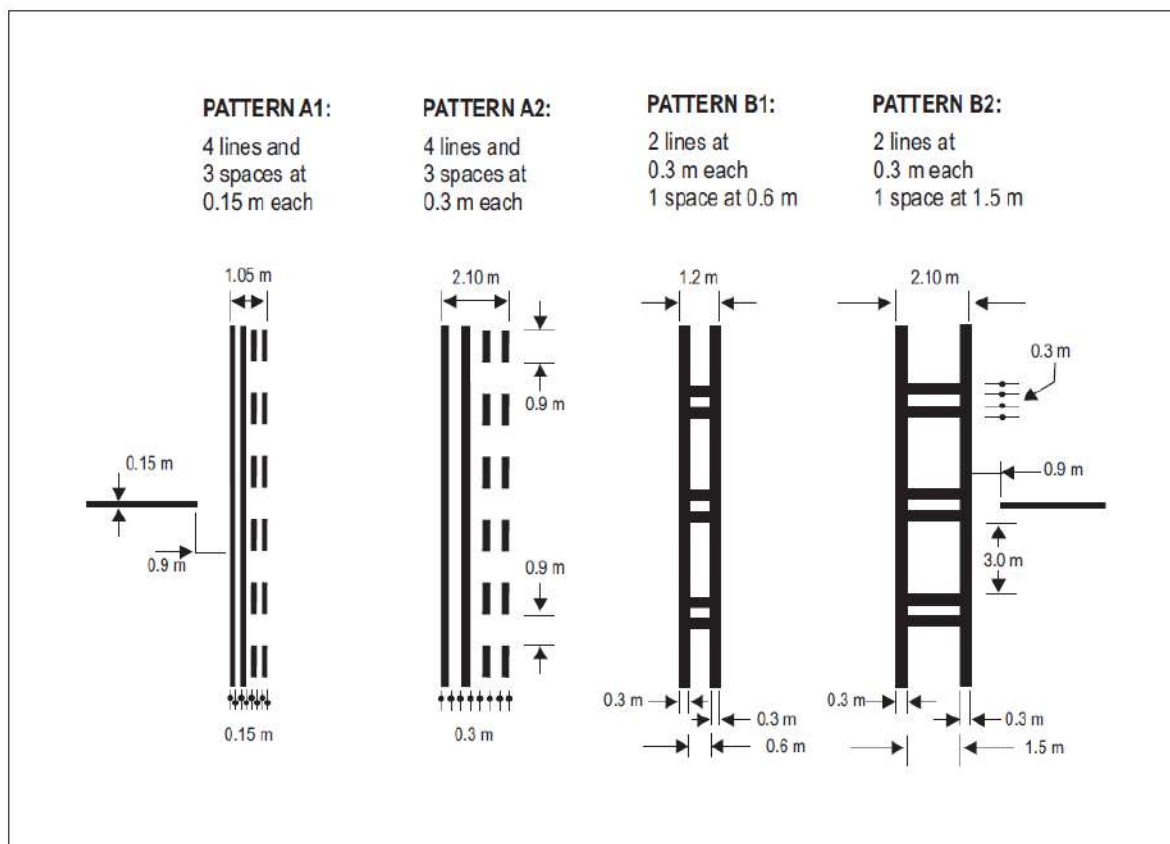 PATTERN A1:
4 lines and
3 spaces at
0.15 m each
PATTERN A2:
4 lines and
3 spaces at
0.3 m each
PATTERN B1:
2 lines at
0.3 m each
1 space at 0.6 m
PATTERN B2:
2 lines at
0.3 m each
1 space at 1.5 m
1.05 m
2.10 m
1.2 m
2.10 m
0.3 m
0.9 m
0.15 m
0.9 m
0.9 m
0.9 m
3.0 m
0.3 m
0.3 m
0.15 m
0.3 m
0.3 m
0.3 m
0.6 m
1.5 m